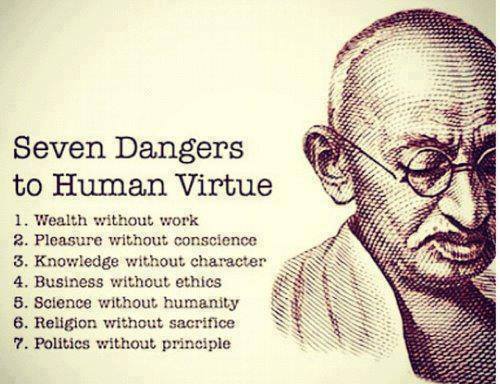 Seven Dangers
to Human Virtue
1. Wealth without work
2. Pleasure without conscience
3. Knowledge without character
4. Business without ethics
5. Science without humanity
6. Religion without sacrifice
7. Politics without principle